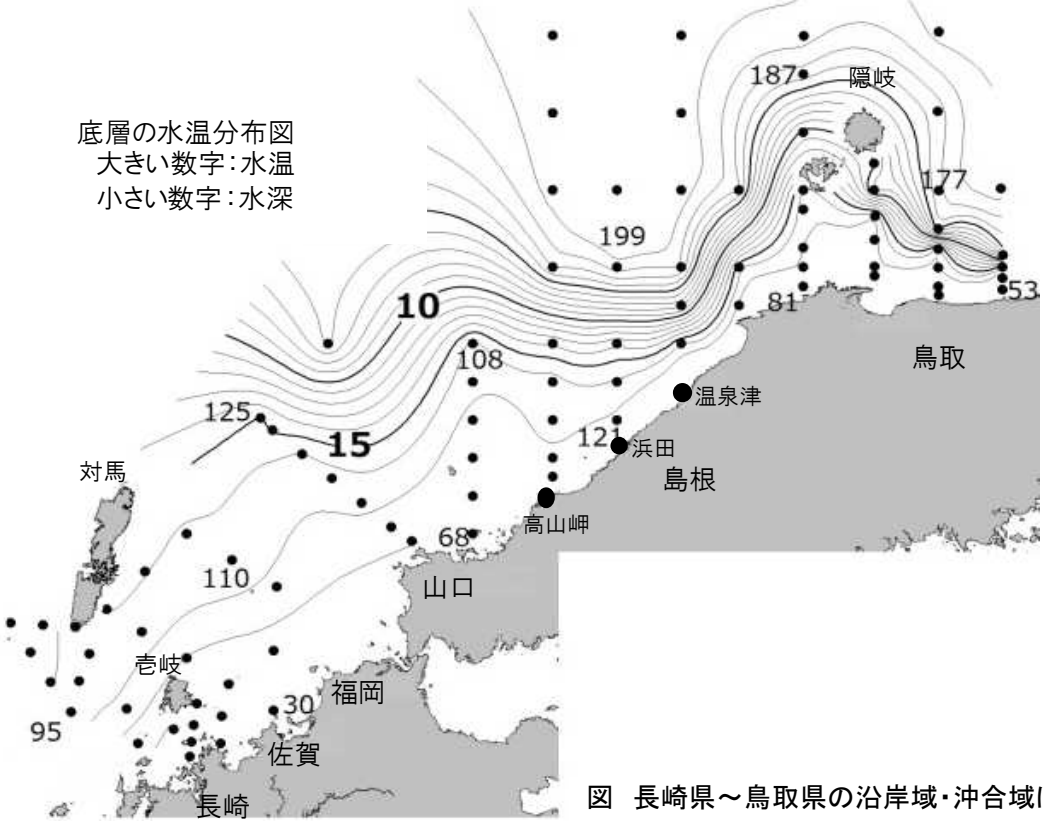 底層の水温分布図
大きい数字：水温
小さい数字：水深
187
隠岐
177
199
10
81
53
108
鳥取
温泉津
125
15
121
浜田
対馬
島根
高山岬
68
110
山口
壱岐
30
福岡
95
佐賀
長崎
図 長崎県～鳥取県の沿岸域・沖合域